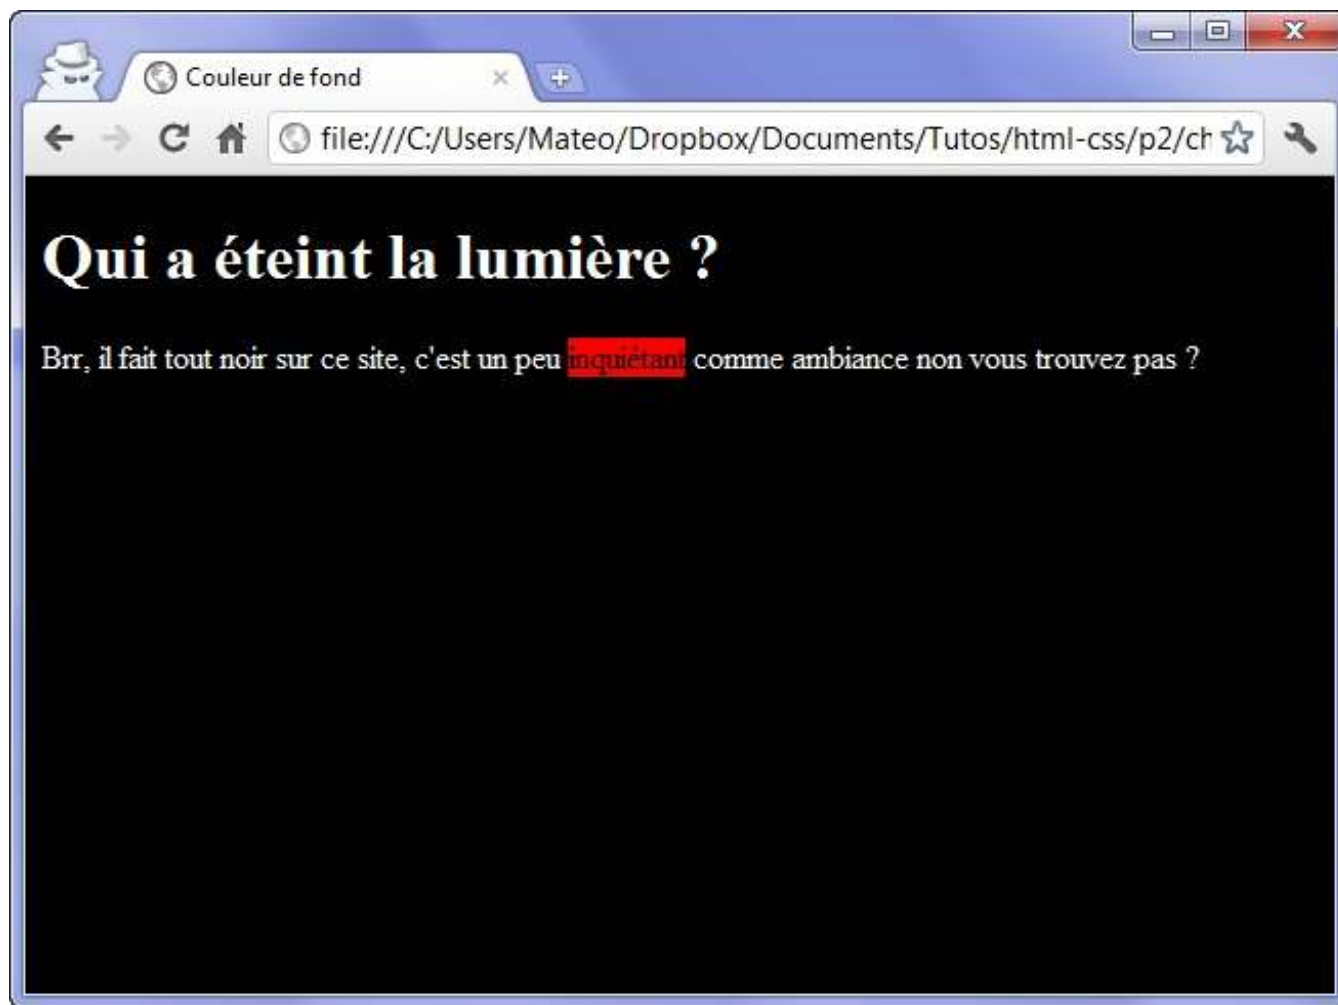 Couleur de fond
file:///C:/Users/Mateo/Dropbox/Documents/Tutos/html-css/p2/ch
Qui a éteint la lumière ?
Brr, il fait tout noir sur ce site, c'est un peu inquiétant comme ambiance non vous trouvez pas ?